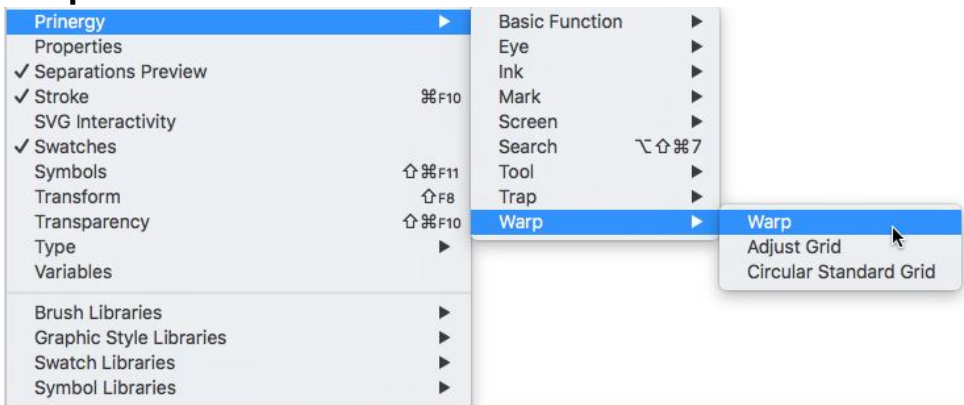 Prinergy ▶
Properties
✓ Separations Preview
✓ Stroke ⌘F10
SVG Interactivity
✓ Swatches
Symbols ⇧⌘F11
Transform ⇧F8
Transparency ⇧⌘F10
Type ▶
Variables
Brush Libraries ▶
Graphic Style Libraries ▶
Swatch Libraries ▶
Symbol Libraries ▶
Basic Function ▶
Eye ▶
Ink ▶
Mark ▶
Screen ▶
Search ⌥⇧⌘7
Tool ▶
Trap ▶
Warp ▶
Warp
Adjust Grid
Circular Standard Grid